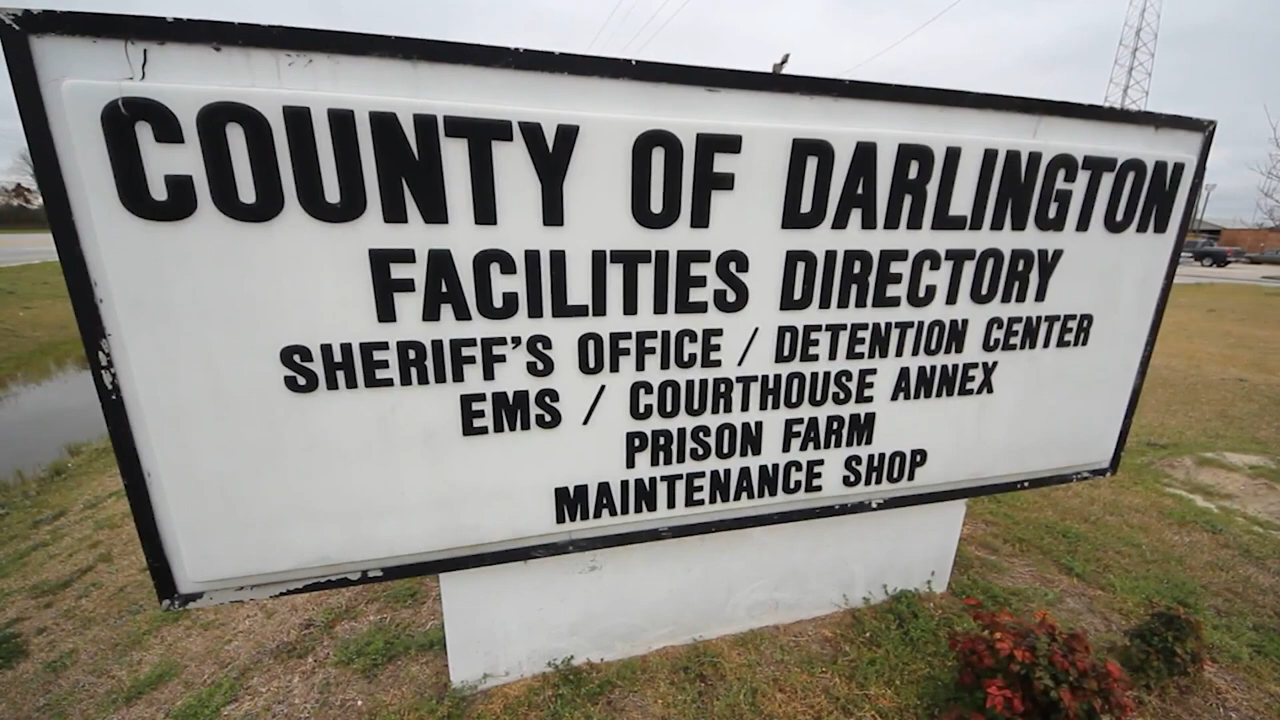 COUNTY OF DARLINGTON
FACILITIES DIRECTORY
SHERIFF'S OFFICE / DETENTION CENTER
EMS / COURTHOUSE ANNEX
PRISON FARM
MAINTENANCE SHOP